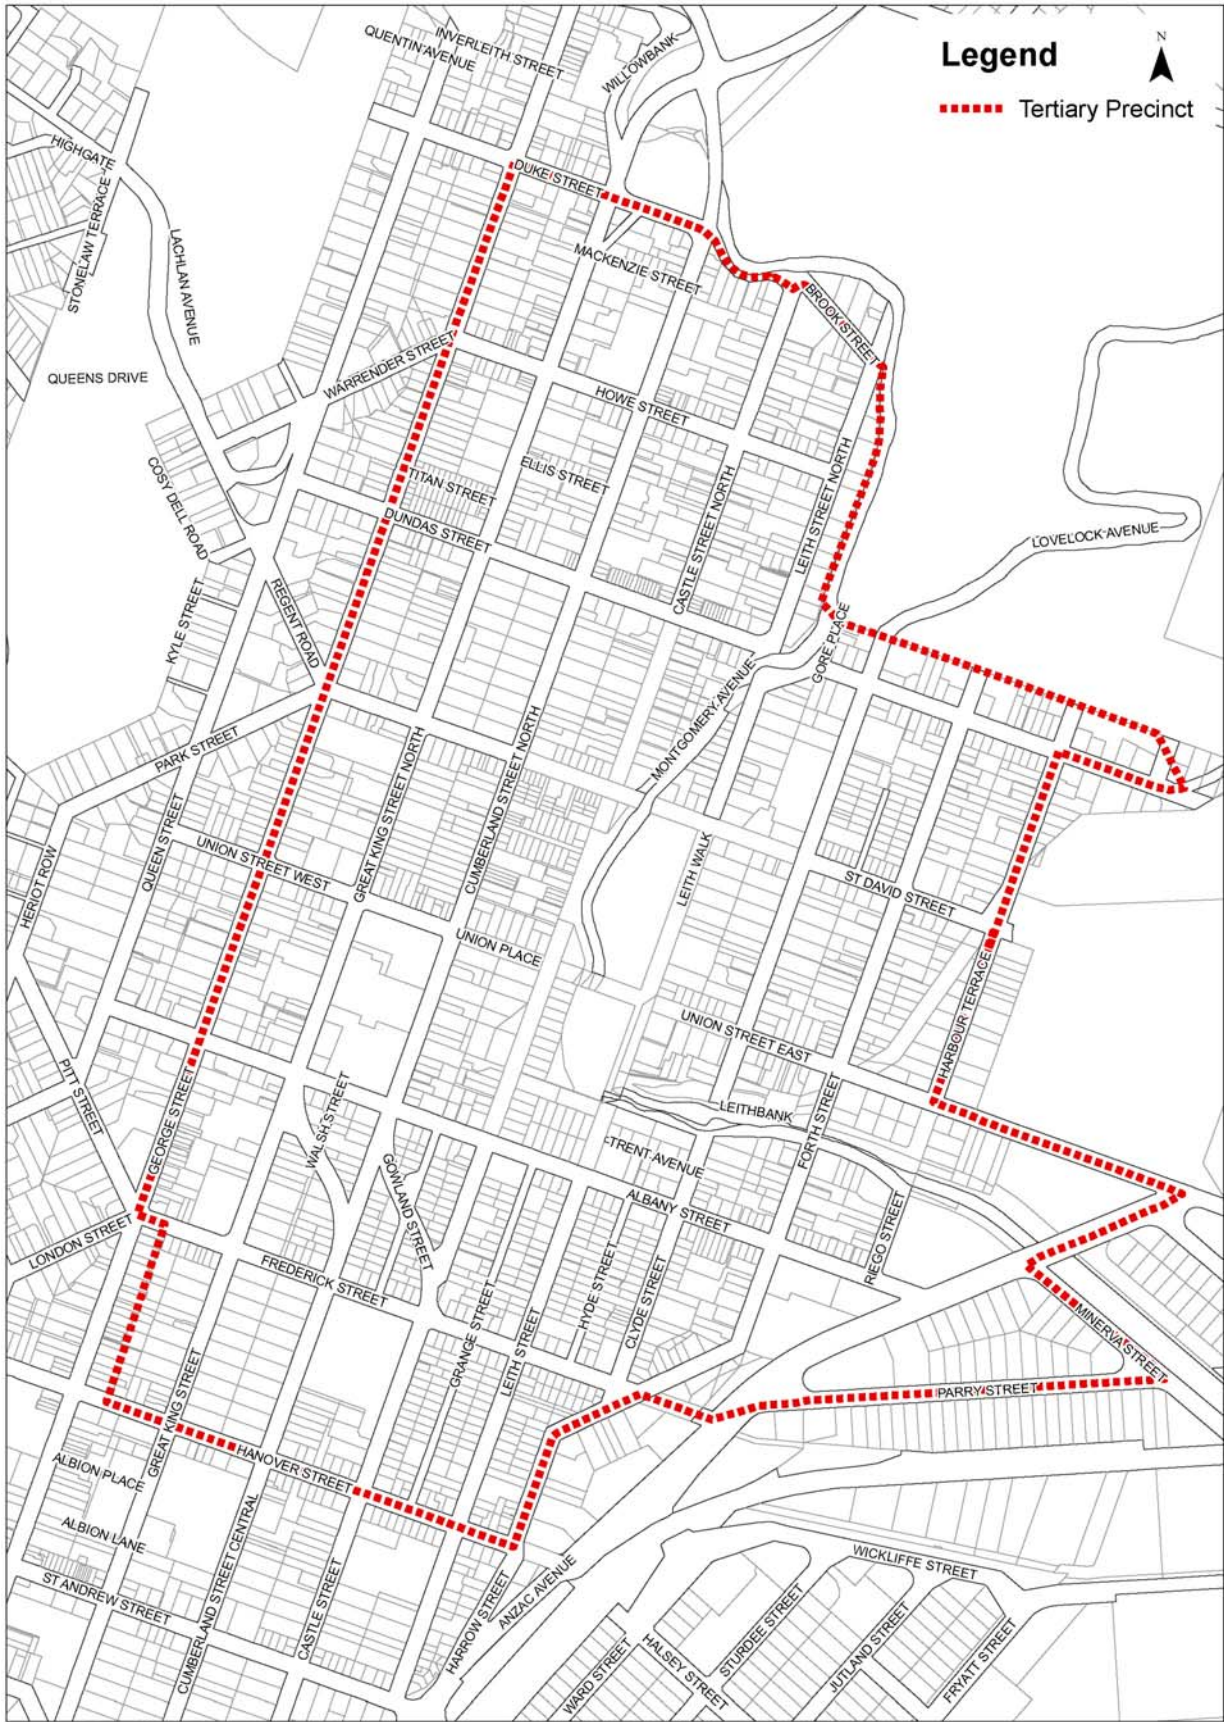 Legend
N
Tertiary Precinct
INVERLEITH STREET
QUENTIN AVENUE
WILLOWBANK
HIGHGATE
DUKE STREET
STONELAW TERRACE
LACHLAN AVENUE
MACKENZIE STREET
BROOK STREET
WARRENDER STREET
QUEENS DRIVE
HOWE STREET
COSY DELL ROAD
TITAN STREET
ELLIS STREET
CASTLE STREET NORTH
LEITH STREET NORTH
DUNDAS STREET
LOVELOCK AVENUE
KYLE STREET
REGENT ROAD
GORE PLACE
MONTGOMERY AVENUE
PARK STREET
GREAT KING STREET NORTH
CUMBERLAND STREET NORTH
QUEEN STREET
UNION STREET WEST
HERIOT ROW
LEITH WALK
ST DAVID STREET
UNION PLACE
HARBOUR TERRACE
UNION STREET EAST
PITT STREET
GEORGE STREET
WALSH STREET
LEITHBANK
FORTH STREET
TRENT AVENUE
GOWLAND STREET
ALBANY STREET
RIEGO STREET
LONDON STREET
FREDERICK STREET
HYDE STREET
CLYDE STREET
GRANGE STREET
LEITH STREET
MINERVA STREET
PARRY STREET
GREAT KING STREET
HANOVER STREET
ALBION PLACE
ALBION LANE
CUMBERLAND STREET CENTRAL
CASTLE STREET
ST ANDREW STREET
HARROW STREET
ANZAC AVENUE
WICKLIFFE STREET
WARD STREET
HALSEY STREET
STURDEE STREET
JUTLAND STREET
FRYATT STREET